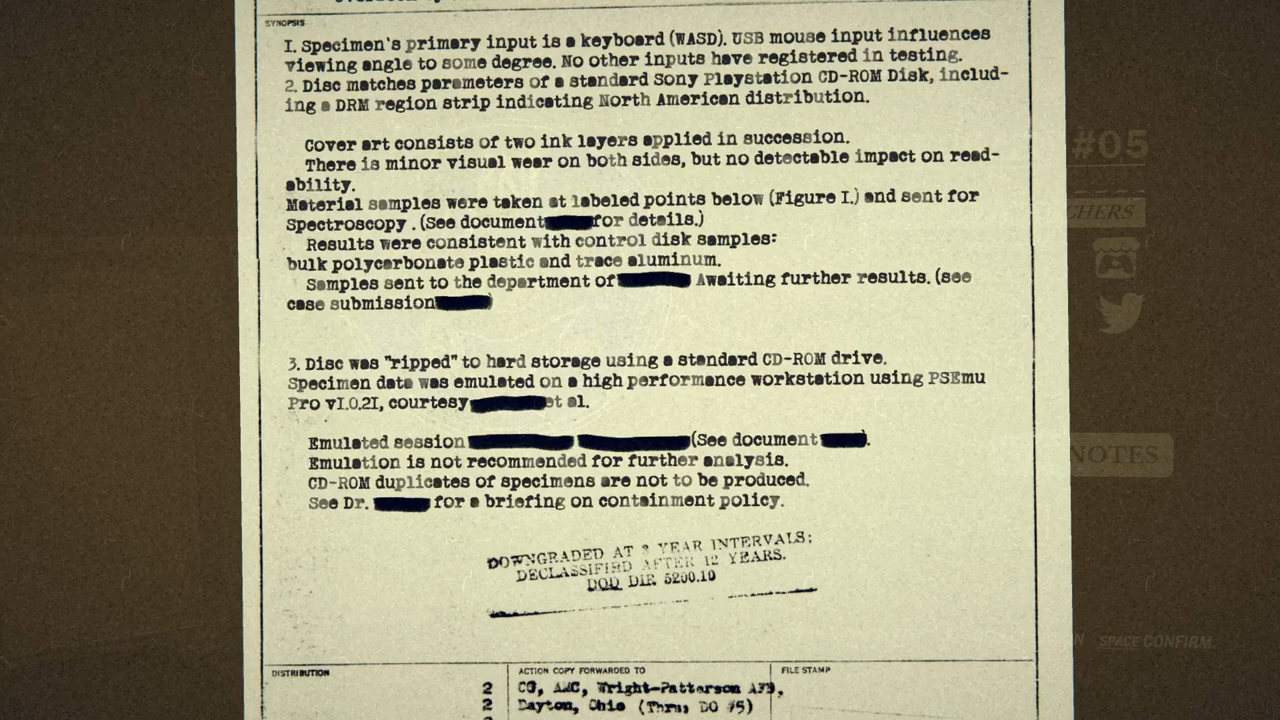 SYNOPSIS
I. Specimen's primary input is a keyboard (WASD). USB mouse input influences
viewing angle to some degree. No other inputs have registered in testing.
2. Disc matches parameters of a standard Sony Playstation CD-ROM Disk, includ-
ing a DRM region strip indicating North American distribution.
Cover art consists of two ink layers applied in succession.
There is minor visual wear on both sides, but no detectable impact on read-
ability.
Material samples were taken at labeled points below (Figure I.) and sent for
Spectroscopy. (See document for details.)
Results were consistent with control disk samples:
bulk polycarbonate plastic and trace aluminum.
Samples sent to the department of Awaiting further results. (see
case submission )
3. Disc was "ripped" to hard storage using a standard CD-ROM drive.
Specimen data was emulated on a high performance workstation using PSEmu
Pro vI.0.2I, courtesy et al.
Emulated session (See document ).
Emulation is not recommended for further analysis.
CD-ROM duplicates of specimens are not to be produced.
See Dr. for a briefing on containment policy.
DOWNGRADED AT 3 YEAR INTERVALS;
DECLASSIFIED AFTER 12 YEARS.
DOD DIR 5200.10
DISTRIBUTION
ACTION COPY FORWARDED TO
FILE STAMP
2 CG, AMC, Wright-Patterson AFB,
2 Dayton, Ohio (Thru; DO #5)
#05
CHERS
NOTES
SPACE CONFIRM